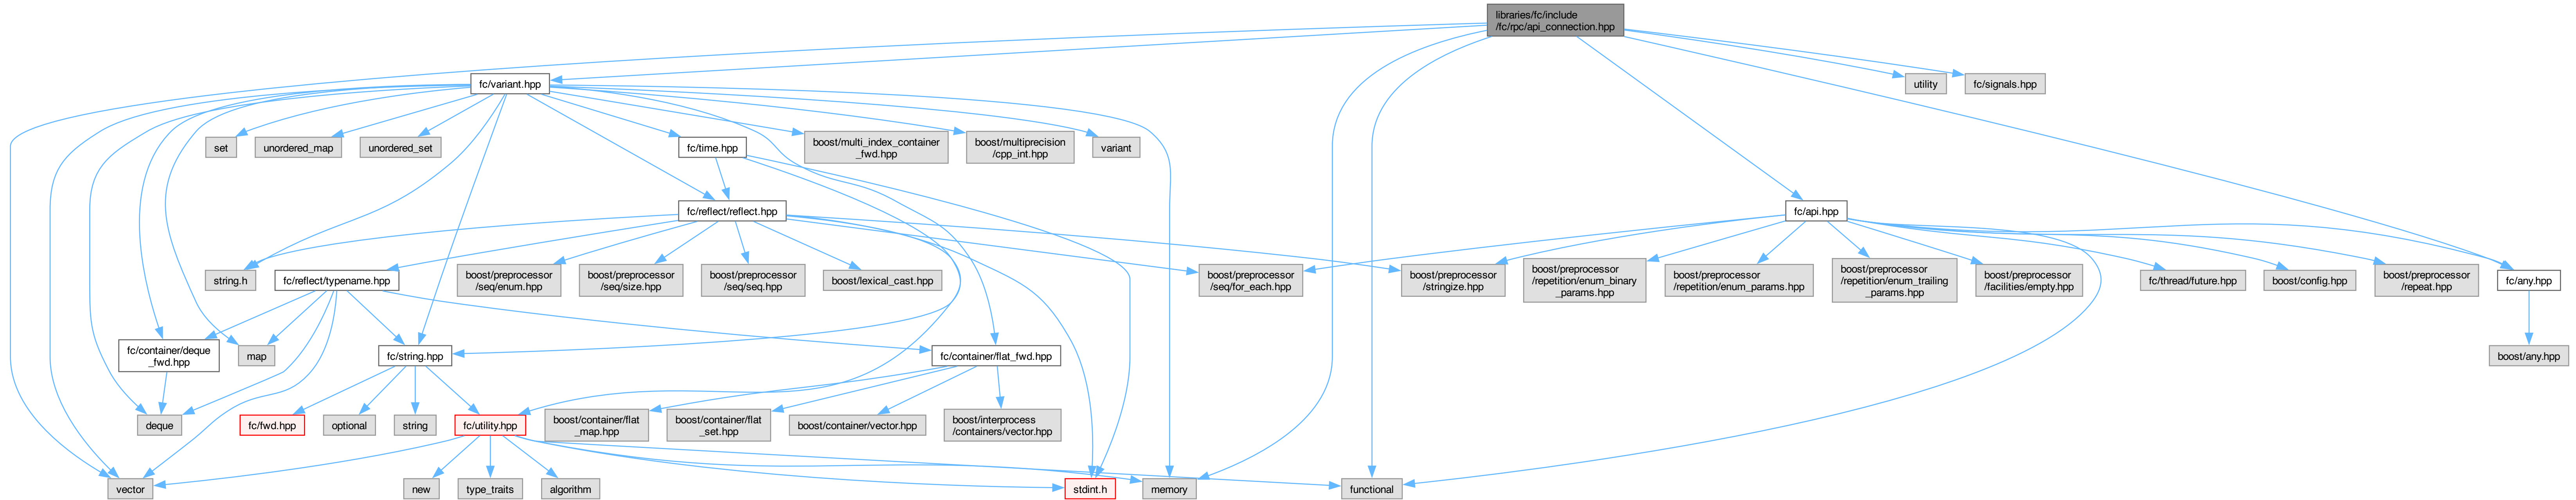 libraries/fc/include
/fc/rpc/api_connection.hpp
fc/variant.hpp
utility
fc/signals.hpp
set
unordered_map
unordered_set
fc/time.hpp
boost/multi_index_container
_fwd.hpp
boost/multiprecision
/cpp_int.hpp
variant
fc/reflect/reflect.hpp
fc/api.hpp
string.h
fc/reflect/typename.hpp
boost/preprocessor
/seq/enum.hpp
boost/preprocessor
/seq/size.hpp
boost/preprocessor
/seq/seq.hpp
boost/lexical_cast.hpp
boost/preprocessor
/seq/for_each.hpp
boost/preprocessor
/stringize.hpp
boost/preprocessor
/repetition/enum_binary
_params.hpp
boost/preprocessor
/repetition/enum_params.hpp
boost/preprocessor
/repetition/enum_trailing
_params.hpp
boost/preprocessor
/facilities/empty.hpp
fc/thread/future.hpp
boost/config.hpp
boost/preprocessor
/repeat.hpp
fc/any.hpp
fc/container/deque
_fwd.hpp
map
fc/string.hpp
fc/container/flat_fwd.hpp
boost/any.hpp
deque
fc/fwd.hpp
optional
string
fc/utility.hpp
boost/container/flat
_map.hpp
boost/container/flat
_set.hpp
boost/container/vector.hpp
boost/interprocess
/containers/vector.hpp
vector
new
type_traits
algorithm
stdint.h
memory
functional